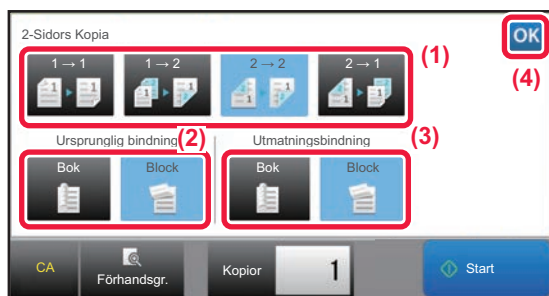 2-Sidors Kopia
OK
(1)
(4)
1 → 1
1 → 2
2 → 2
2 → 1
Ursprunglig bindning
(2)
Utmatningsbindning
(3)
Bok
Block
Bok
Block
CA
Förhandsgr.
Kopior
1
Start